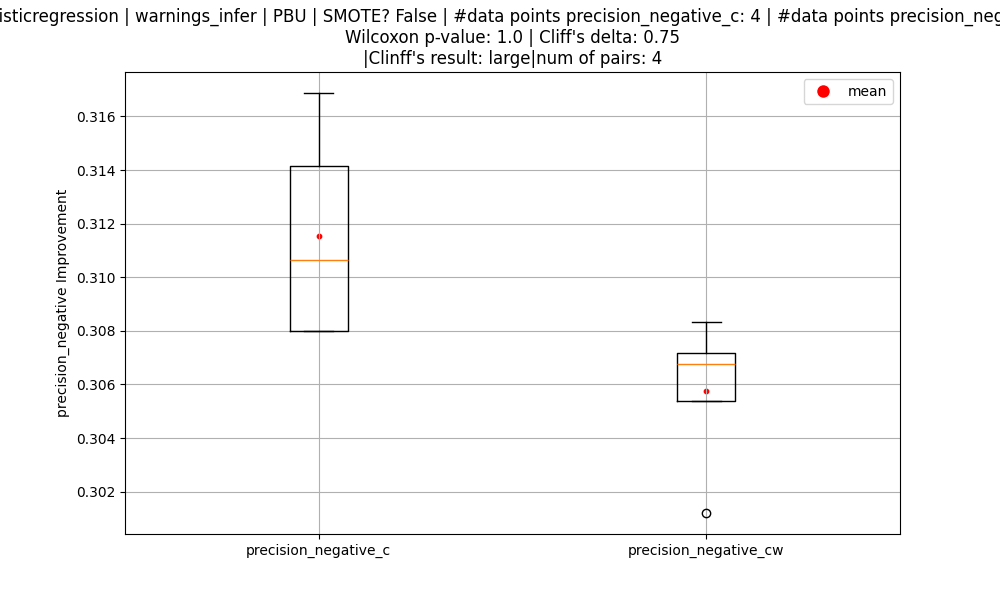 isticregression | warnings_infer | PBU | SMOTE? False | #data points precision_negative_c: 4 | #data points precision_neg
Wilcoxon p-value: 1.0 | Cliff's delta: 0.75
|Clinff's result: large|num of pairs: 4
mean
0.316
0.314
0.312
0.310
0.308
0.306
0.304
0.302
precision_negative Improvement
precision_negative_c
precision_negative_cw